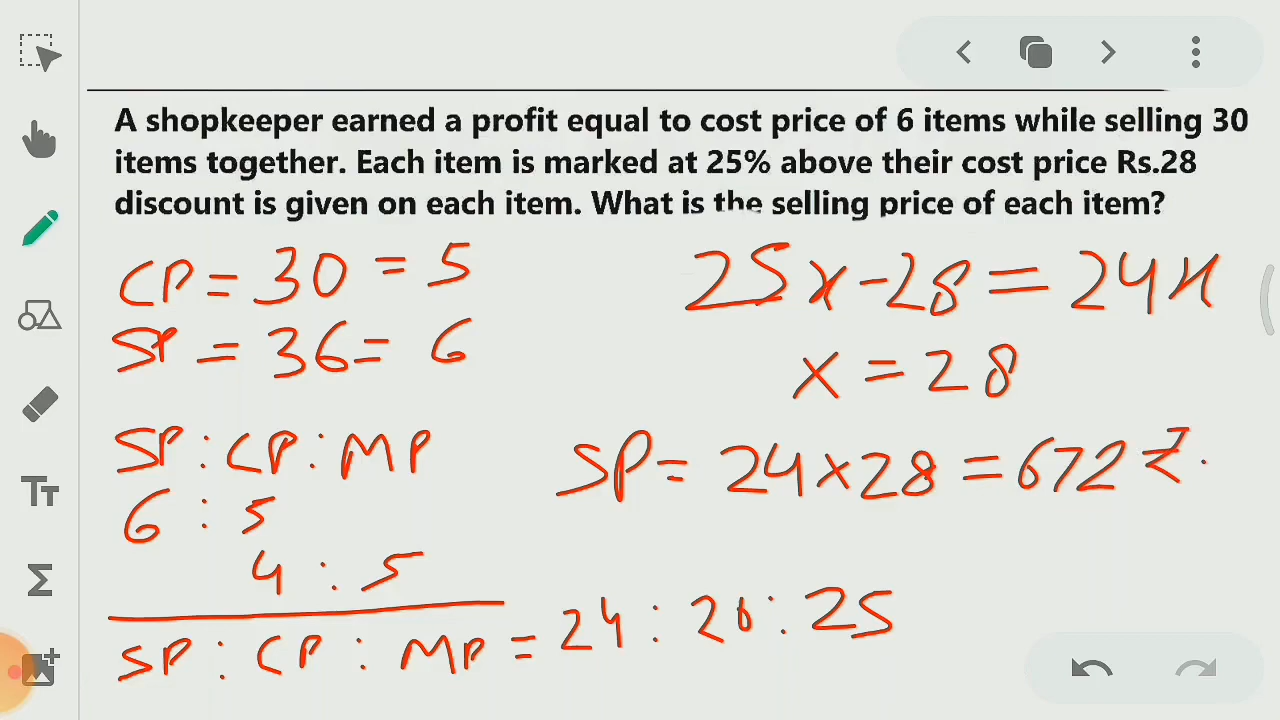 A shopkeeper earned a profit equal to cost price of 6 items while selling 30
items together. Each item is marked at 25% above their cost price Rs.28
discount is given on each item. What is the selling price of each item?
CP = 30 = 5
SP = 36 = 6
SP : CP : MP
6 : 5
4 : 5
SP : CP : MP = 24 : 20 : 25
25x - 28 = 24x
x = 28
SP = 24 × 28 = 672 ₹.
Tт
Σ